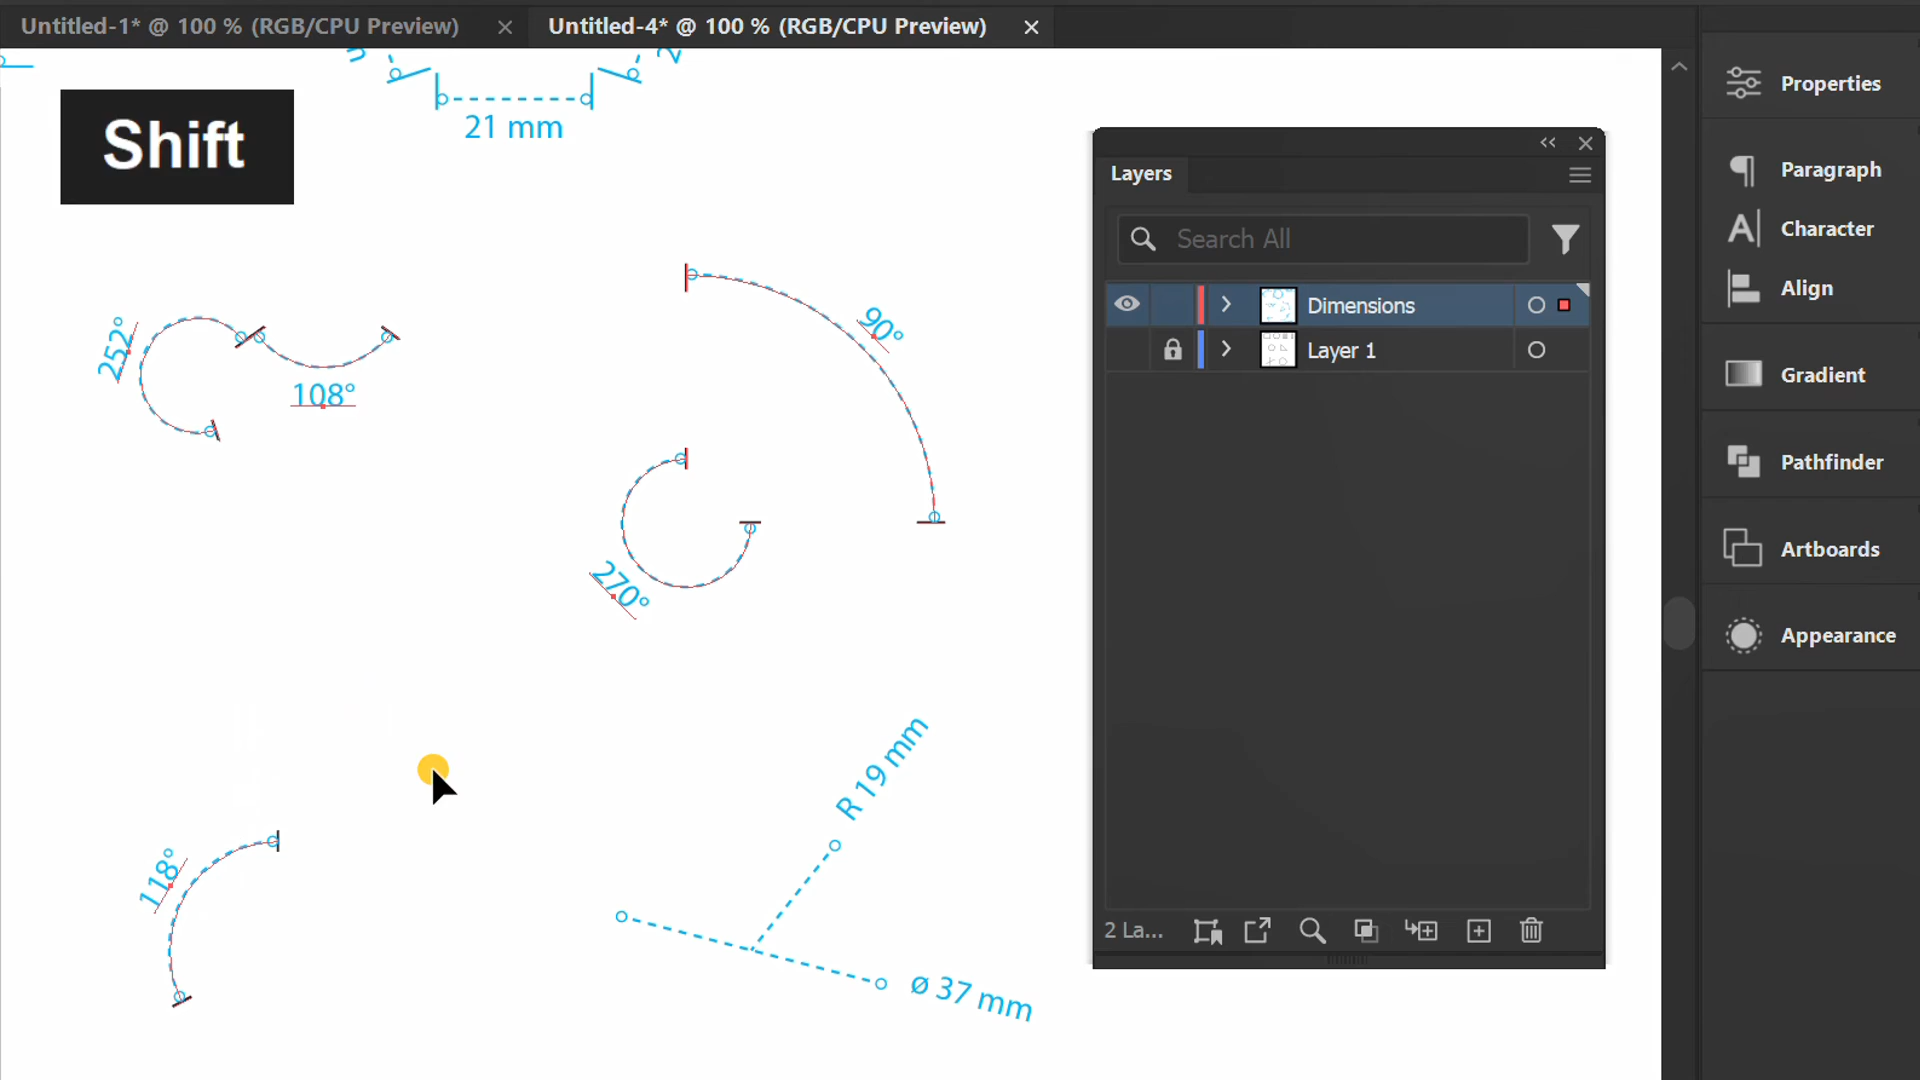 Untitled-1* @ 100 % (RGB/CPU Preview)
Untitled-4* @ 100 % (RGB/CPU Preview)
21 mm
Shift
252°
108°
90°
270°
118°
R 19 mm
ø 37 mm
Layers
Search All
Dimensions
Layer 1
2 La...
Properties
Paragraph
Character
Align
Gradient
Pathfinder
Artboards
Appearance